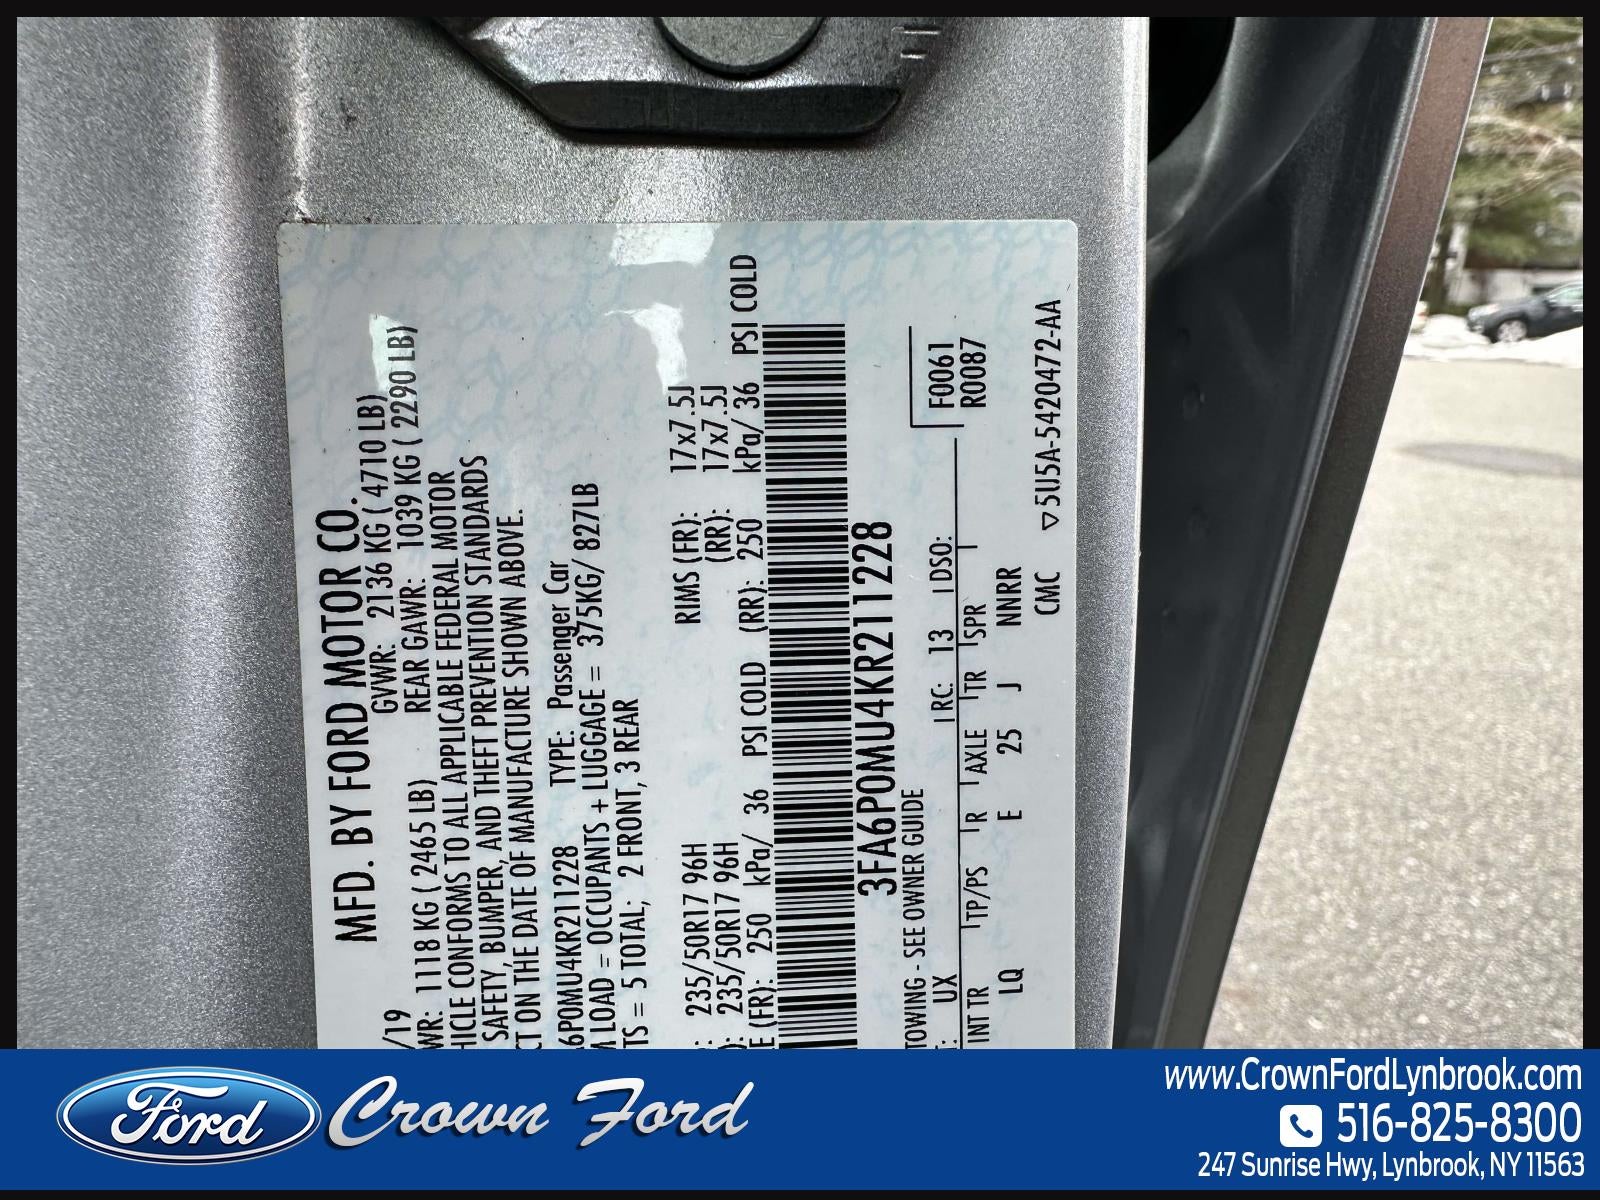 MFD. BY FORD MOTOR CO.
/19 GVWR: 2136 KG ( 4710 LB)
WR: 1118 KG ( 2465 LB) REAR GAWR: 1039 KG ( 2290 LB)
HICLE CONFORMS TO ALL APPLICABLE FEDERAL MOTOR
SAFETY, BUMPER, AND THEFT PREVENTION STANDARDS
CT ON THE DATE OF MANUFACTURE SHOWN ABOVE.
6P0MU4KR211228 TYPE: Passenger Car
M LOAD = OCCUPANTS + LUGGAGE = 375KG/ 827LB
TS = 5 TOTAL; 2 FRONT, 3 REAR
235/50R17 96H RIMS (FR): 17x7.5J
235/50R17 96H (RR): 17x7.5J
E (FR): 250 kPa/ 36 PSI COLD (RR): 250 kPa/ 36 PSI COLD
3FA6P0MU4KR211228
TOWING - SEE OWNER GUIDE
F0061
R0087
UX RC: 13 DSO:
INT TR TP/PS R AXLE TR SPR
LQ E 25 J NNRR
CMC ▽5U5A-5420472-AA
Ford Crown Ford
www.CrownFordLynbrook.com
516-825-8300
247 Sunrise Hwy, Lynbrook, NY 11563